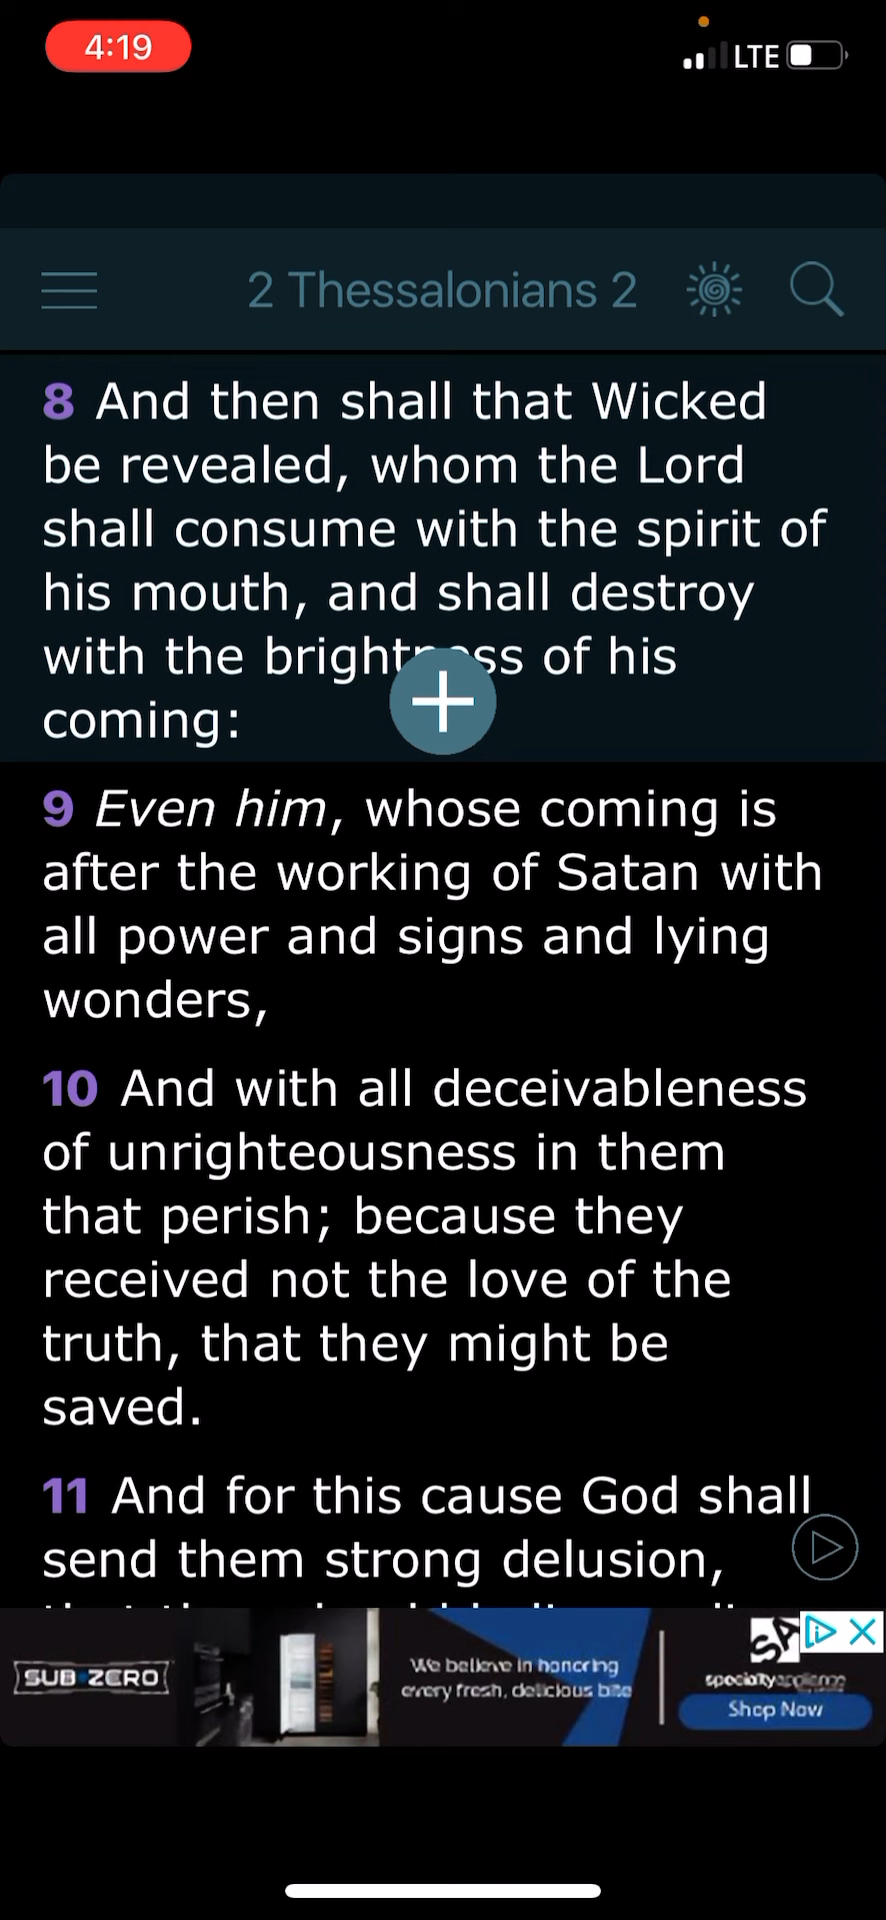 4:19
LTE
2 Thessalonians 2
8 And then shall that Wicked
be revealed, whom the Lord
shall consume with the spirit of
his mouth, and shall destroy
with the brightness of his
coming:
9 Even him, whose coming is
after the working of Satan with
all power and signs and lying
wonders,
10 And with all deceivableness
of unrighteousness in them
that perish; because they
received not the love of the
truth, that they might be
saved.
11 And for this cause God shall
send them strong delusion,
SUB ZERO
We believe in honoring
every fresh, delicious bite
SA
specialty appliance
Shop Now